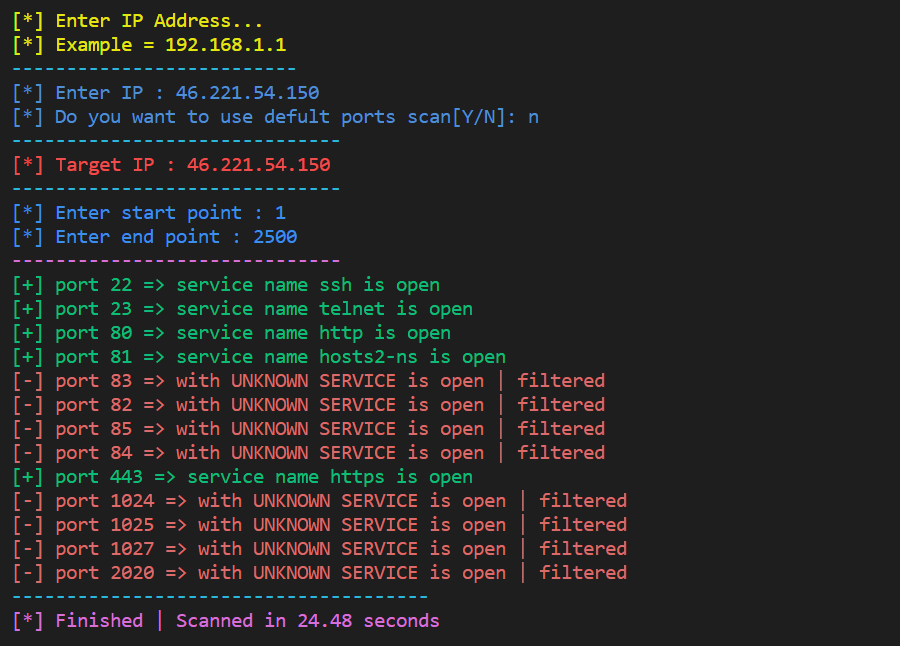 [*] Enter IP Address...
[*] Example = 192.168.1.1
--------------------------
[*] Enter IP : 46.221.54.150
[*] Do you want to use defult ports scan[Y/N]: n
------------------------------
[*] Target IP : 46.221.54.150
------------------------------
[*] Enter start point : 1
[*] Enter end point : 2500
------------------------------
[+] port 22 => service name ssh is open
[+] port 23 => service name telnet is open
[+] port 80 => service name http is open
[+] port 81 => service name hosts2-ns is open
[-] port 83 => with UNKNOWN SERVICE is open | filtered
[-] port 82 => with UNKNOWN SERVICE is open | filtered
[-] port 85 => with UNKNOWN SERVICE is open | filtered
[-] port 84 => with UNKNOWN SERVICE is open | filtered
[+] port 443 => service name https is open
[-] port 1024 => with UNKNOWN SERVICE is open | filtered
[-] port 1025 => with UNKNOWN SERVICE is open | filtered
[-] port 1027 => with UNKNOWN SERVICE is open | filtered
[-] port 2020 => with UNKNOWN SERVICE is open | filtered
--------------------------------------
[*] Finished | Scanned in 24.48 seconds